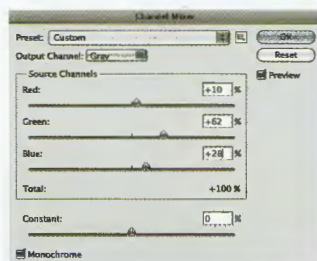 Channel Mixer
Preset: Custom
OK
Output Channel: Gray
Reset
Source Channels
Preview
Red: +10 %
Green: +62 %
Blue: +28 %
Total: +100 %
Constant: 0 %
Monochrome